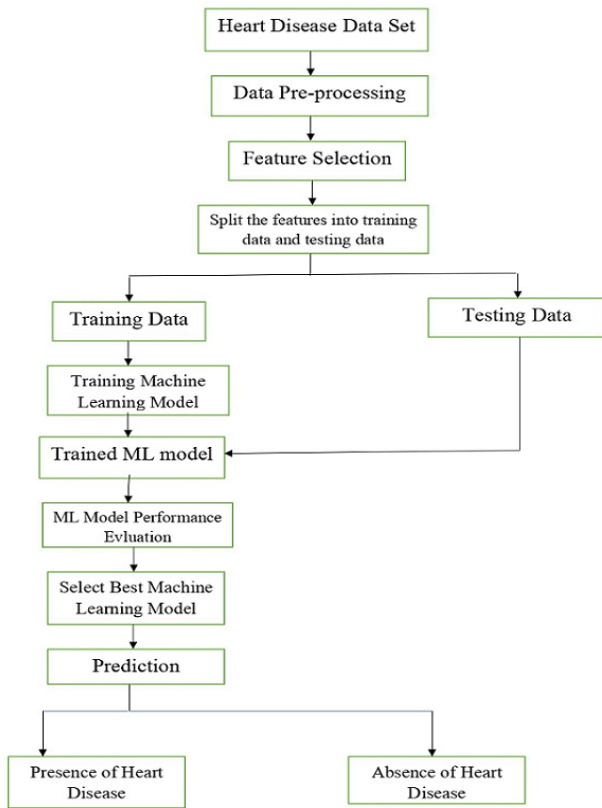 Heart Disease Data Set
Data Pre-processing
Feature Selection
Split the features into training
data and testing data
Training Data
Testing Data
Training Machine
Learning Model
Trained ML model
ML Model Performance
Evluation
Select Best Machine
Learning Model
Prediction
Presence of Heart
Disease
Absence of Heart
Disease